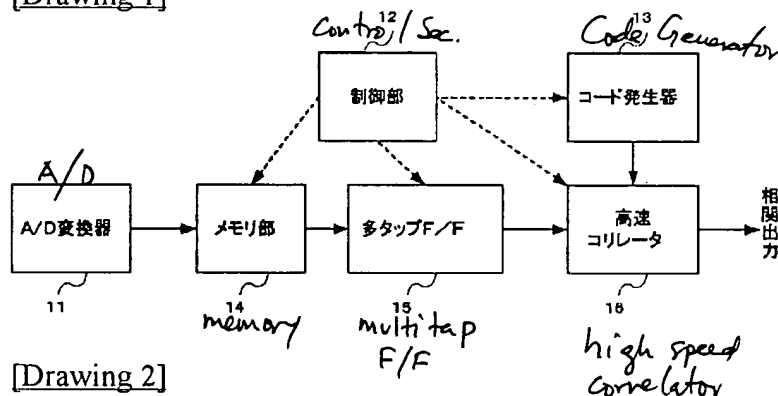 [Drawing 1]
Control/Sec.
12
Code Generator
13
制御部
コード発生器
A/D
A/D変換器
メモリ部
多タップF/F
高速
コリレータ
相関出力
11
14
15
16
memory
multitap
F/F
high speed
correlator
[Drawing 2]